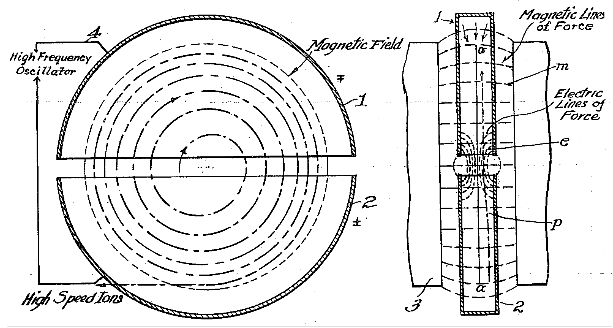 4
High Frequency
Oscillator
Magnetic Field
∓
1
2
±
High Speed Ions
1
Magnetic Lines
of Force
a
m
Electric
Lines of
Force
e
p
a
3
2